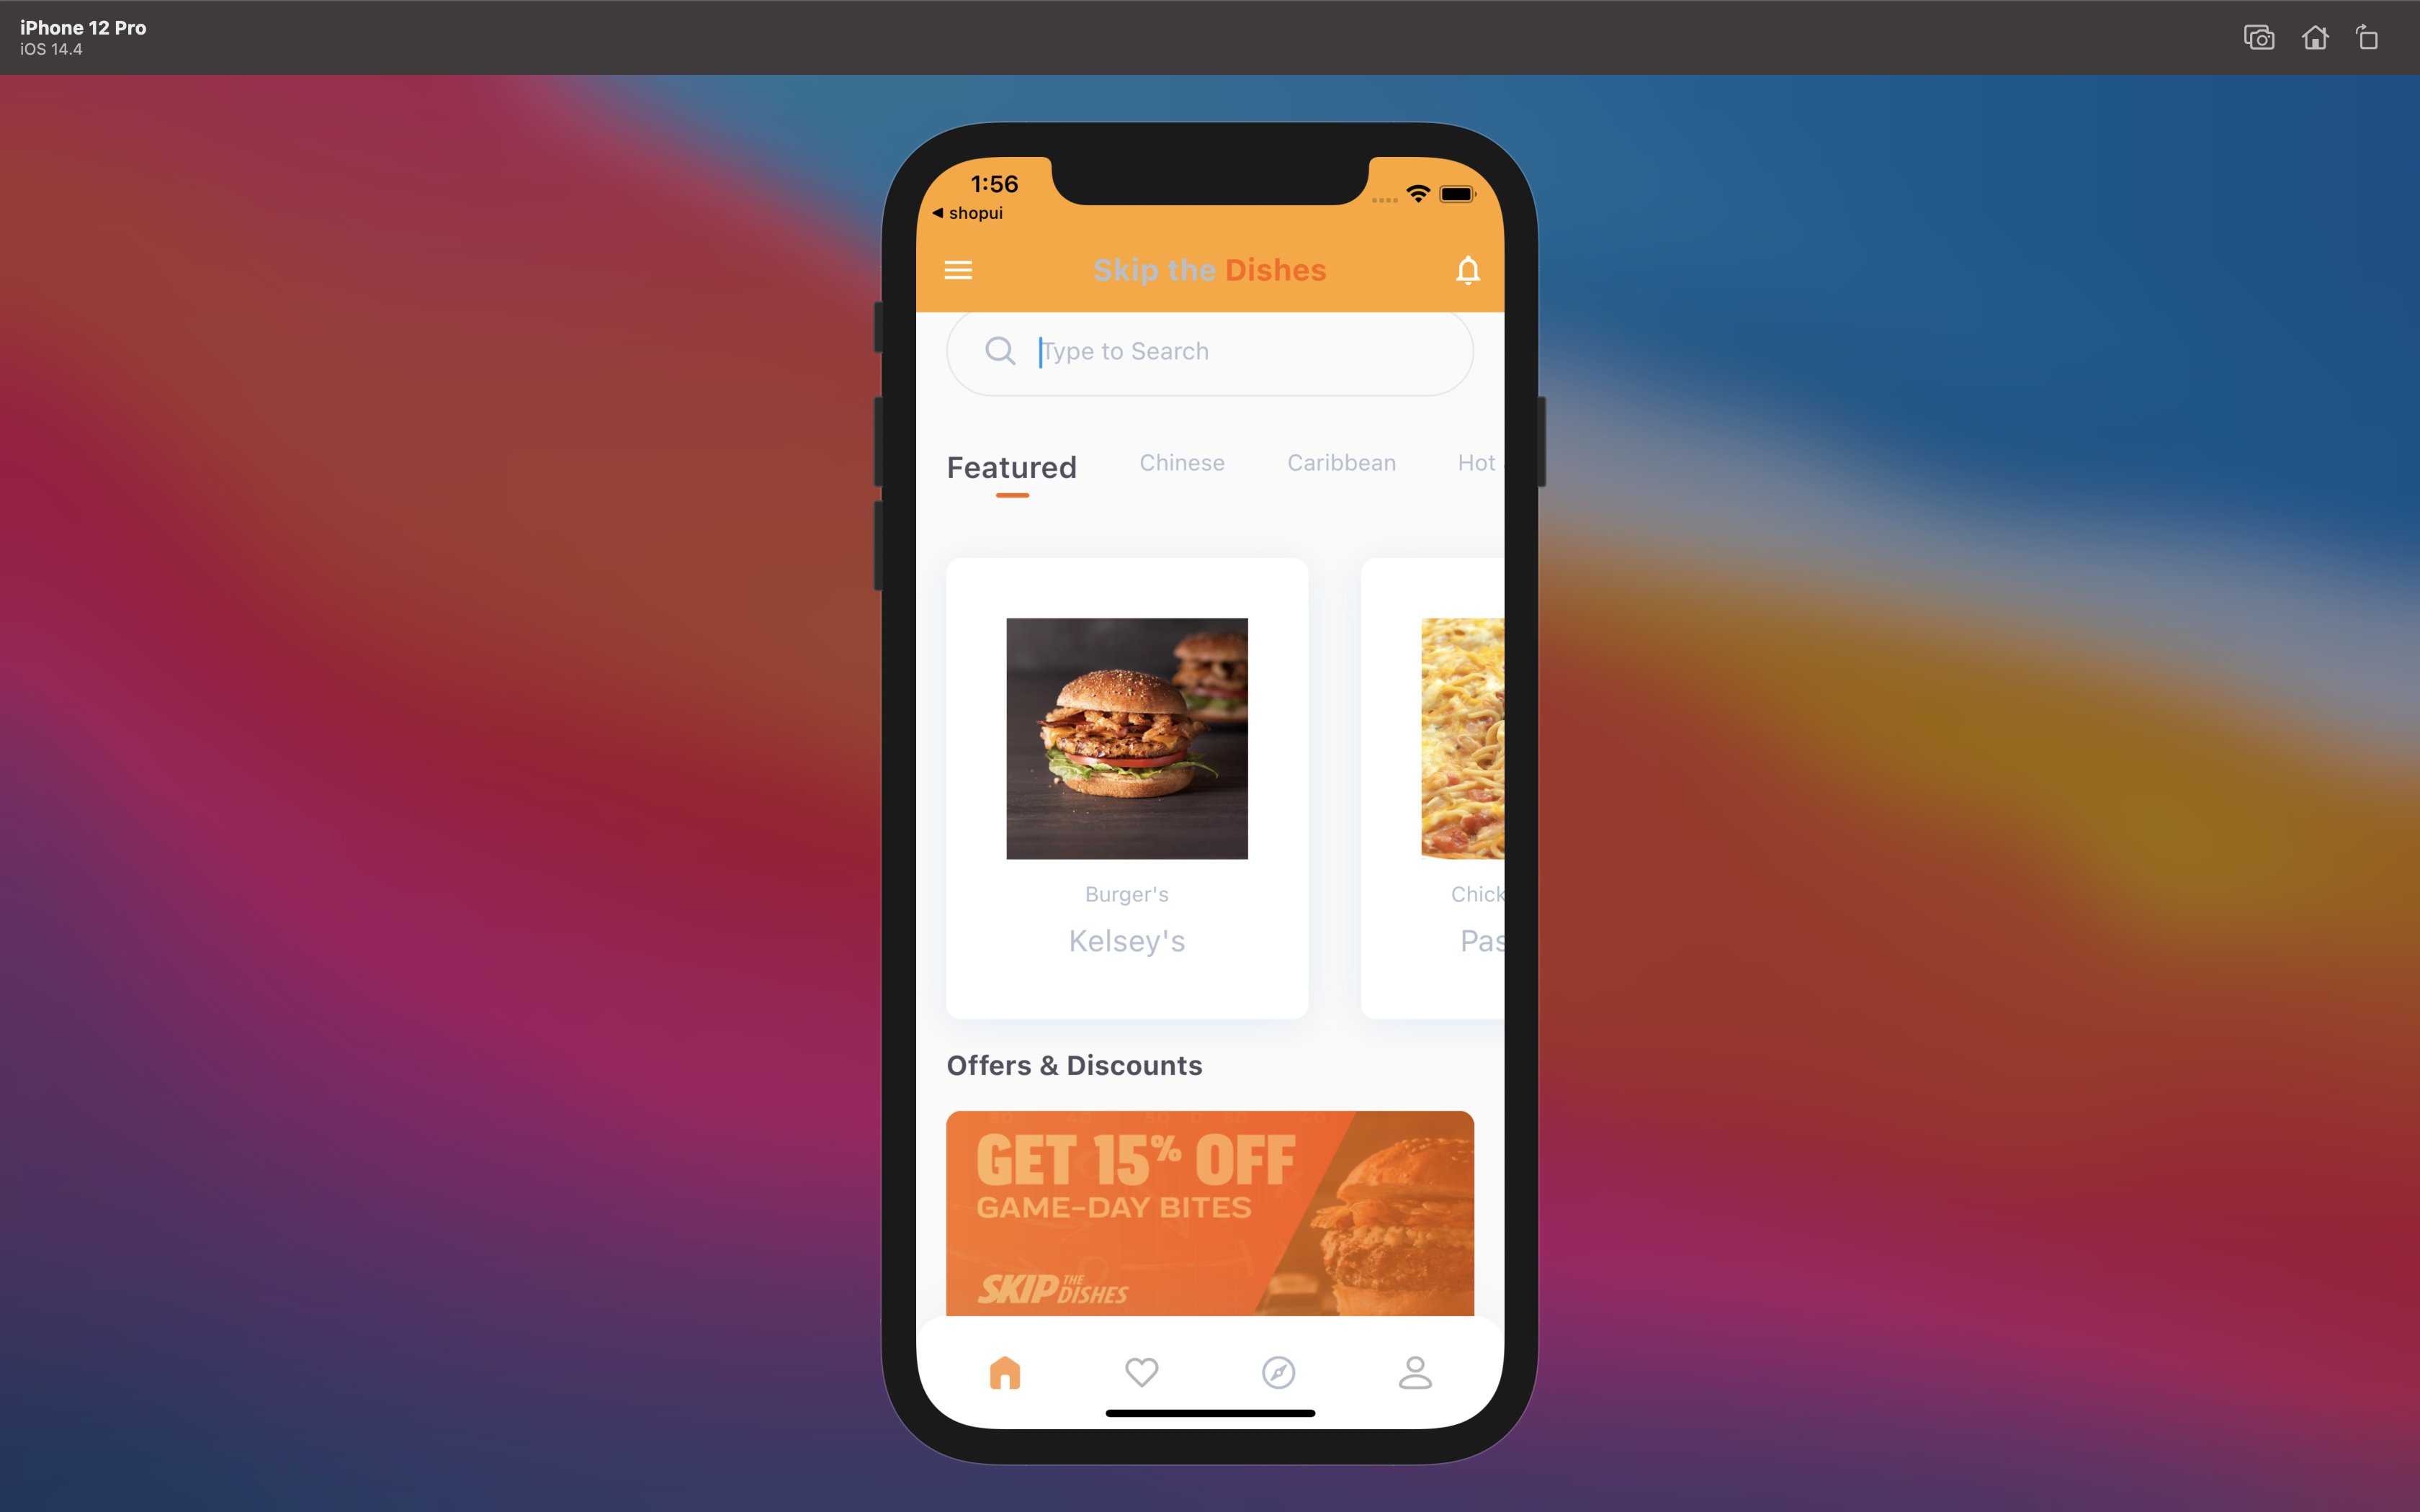 iPhone 12 Pro
iOS 14.4
1:56
◀ shopui
Skip the Dishes
Type to Search
Featured Chinese Caribbean Hot
Burger's
Kelsey's
Chick
Pas
Offers & Discounts
GET 15% OFF
GAME-DAY BITES
SKIP THE DISHES